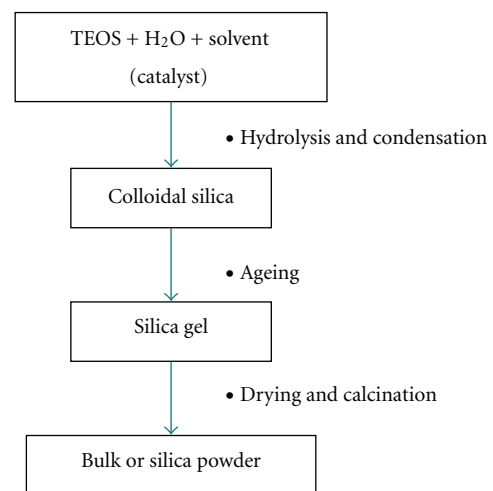 TEOS + H₂O + solvent
(catalyst)
• Hydrolysis and condensation
Colloidal silica
• Ageing
Silica gel
• Drying and calcination
Bulk or silica powder